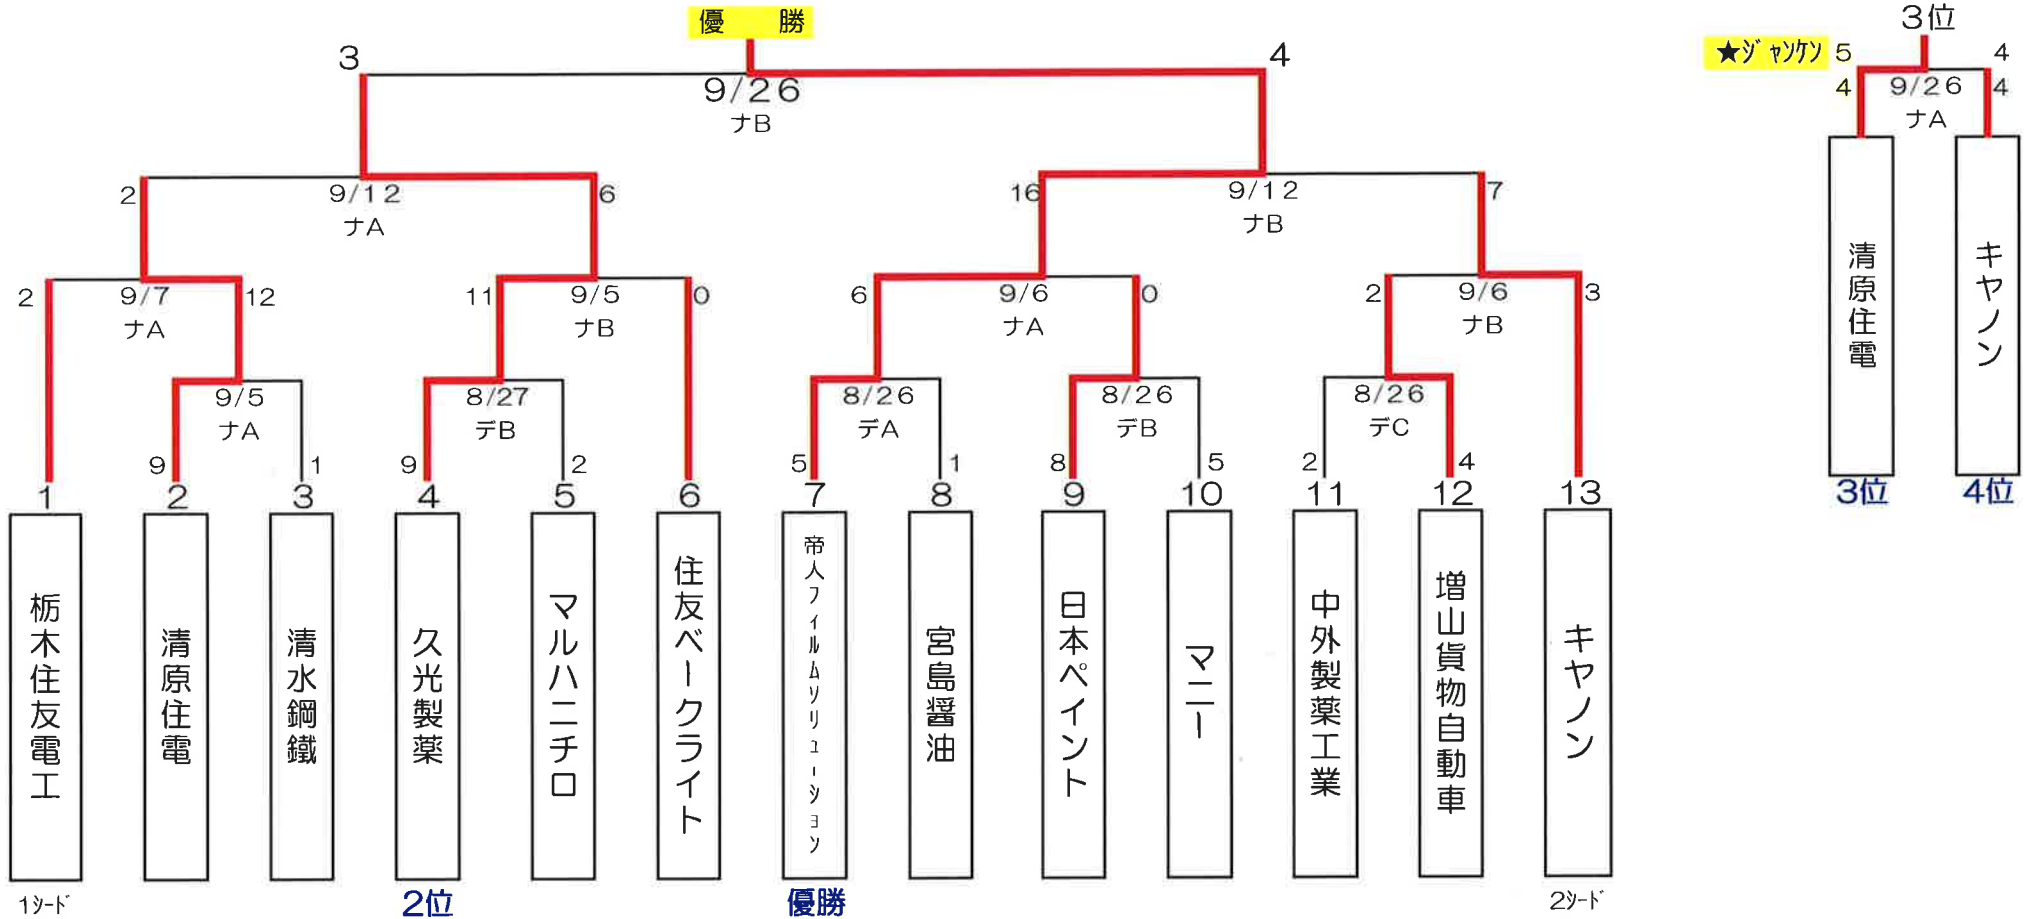 優 勝
3
4
9/26
ナB
2
9/12
ナA
6
16
9/12
ナB
7
2
9/7
ナA
12
11
9/5
ナB
0
6
9/6
ナA
0
2
9/6
ナB
3
9
9/5
ナA
1
9
8/27
デB
2
5
8/26
デA
1
8
8/26
デB
5
2
8/26
デC
4
1
2
3
4
5
6
7
8
9
10
11
12
13
栃木住友電工
清原住電
清水鋼鐵
久光製薬
マルハニチロ
住友ベークライト
帝人フィルムソリューション
宮島醤油
日本ペイント
マニー
中外製薬工業
増山貨物自動車
キヤノン
1シード
2位
優勝
2シード
3位
★ジャンケン 5
4
4
9/26
4
ナA
清原住電
キヤノン
3位
4位